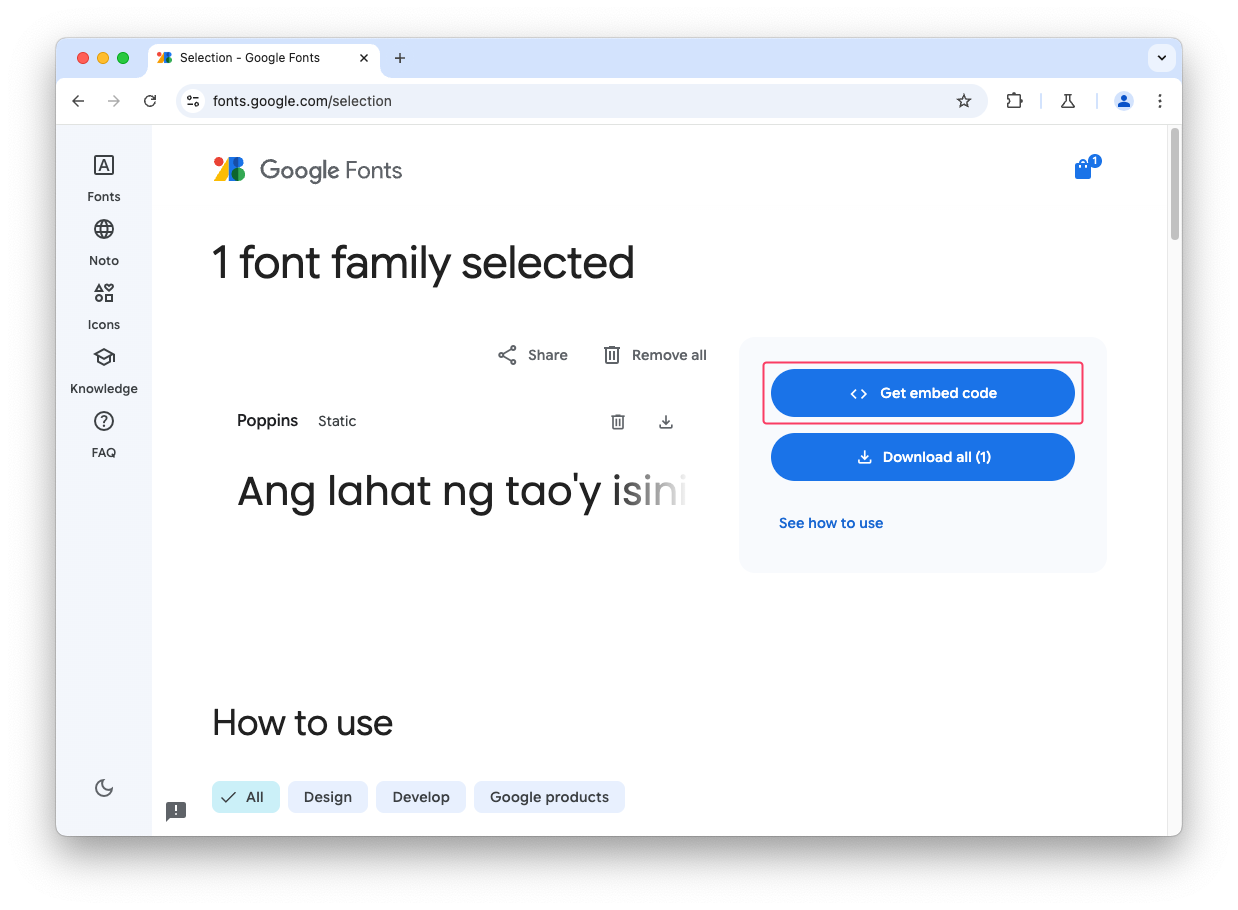 Selection - Google Fonts
fonts.google.com/selection
Fonts
Noto
Icons
Knowledge
FAQ
Google Fonts
1
1 font family selected
Share
Remove all
Poppins Static
Ang lahat ng tao'y isini
Get embed code
Download all (1)
See how to use
How to use
All
Design
Develop
Google products